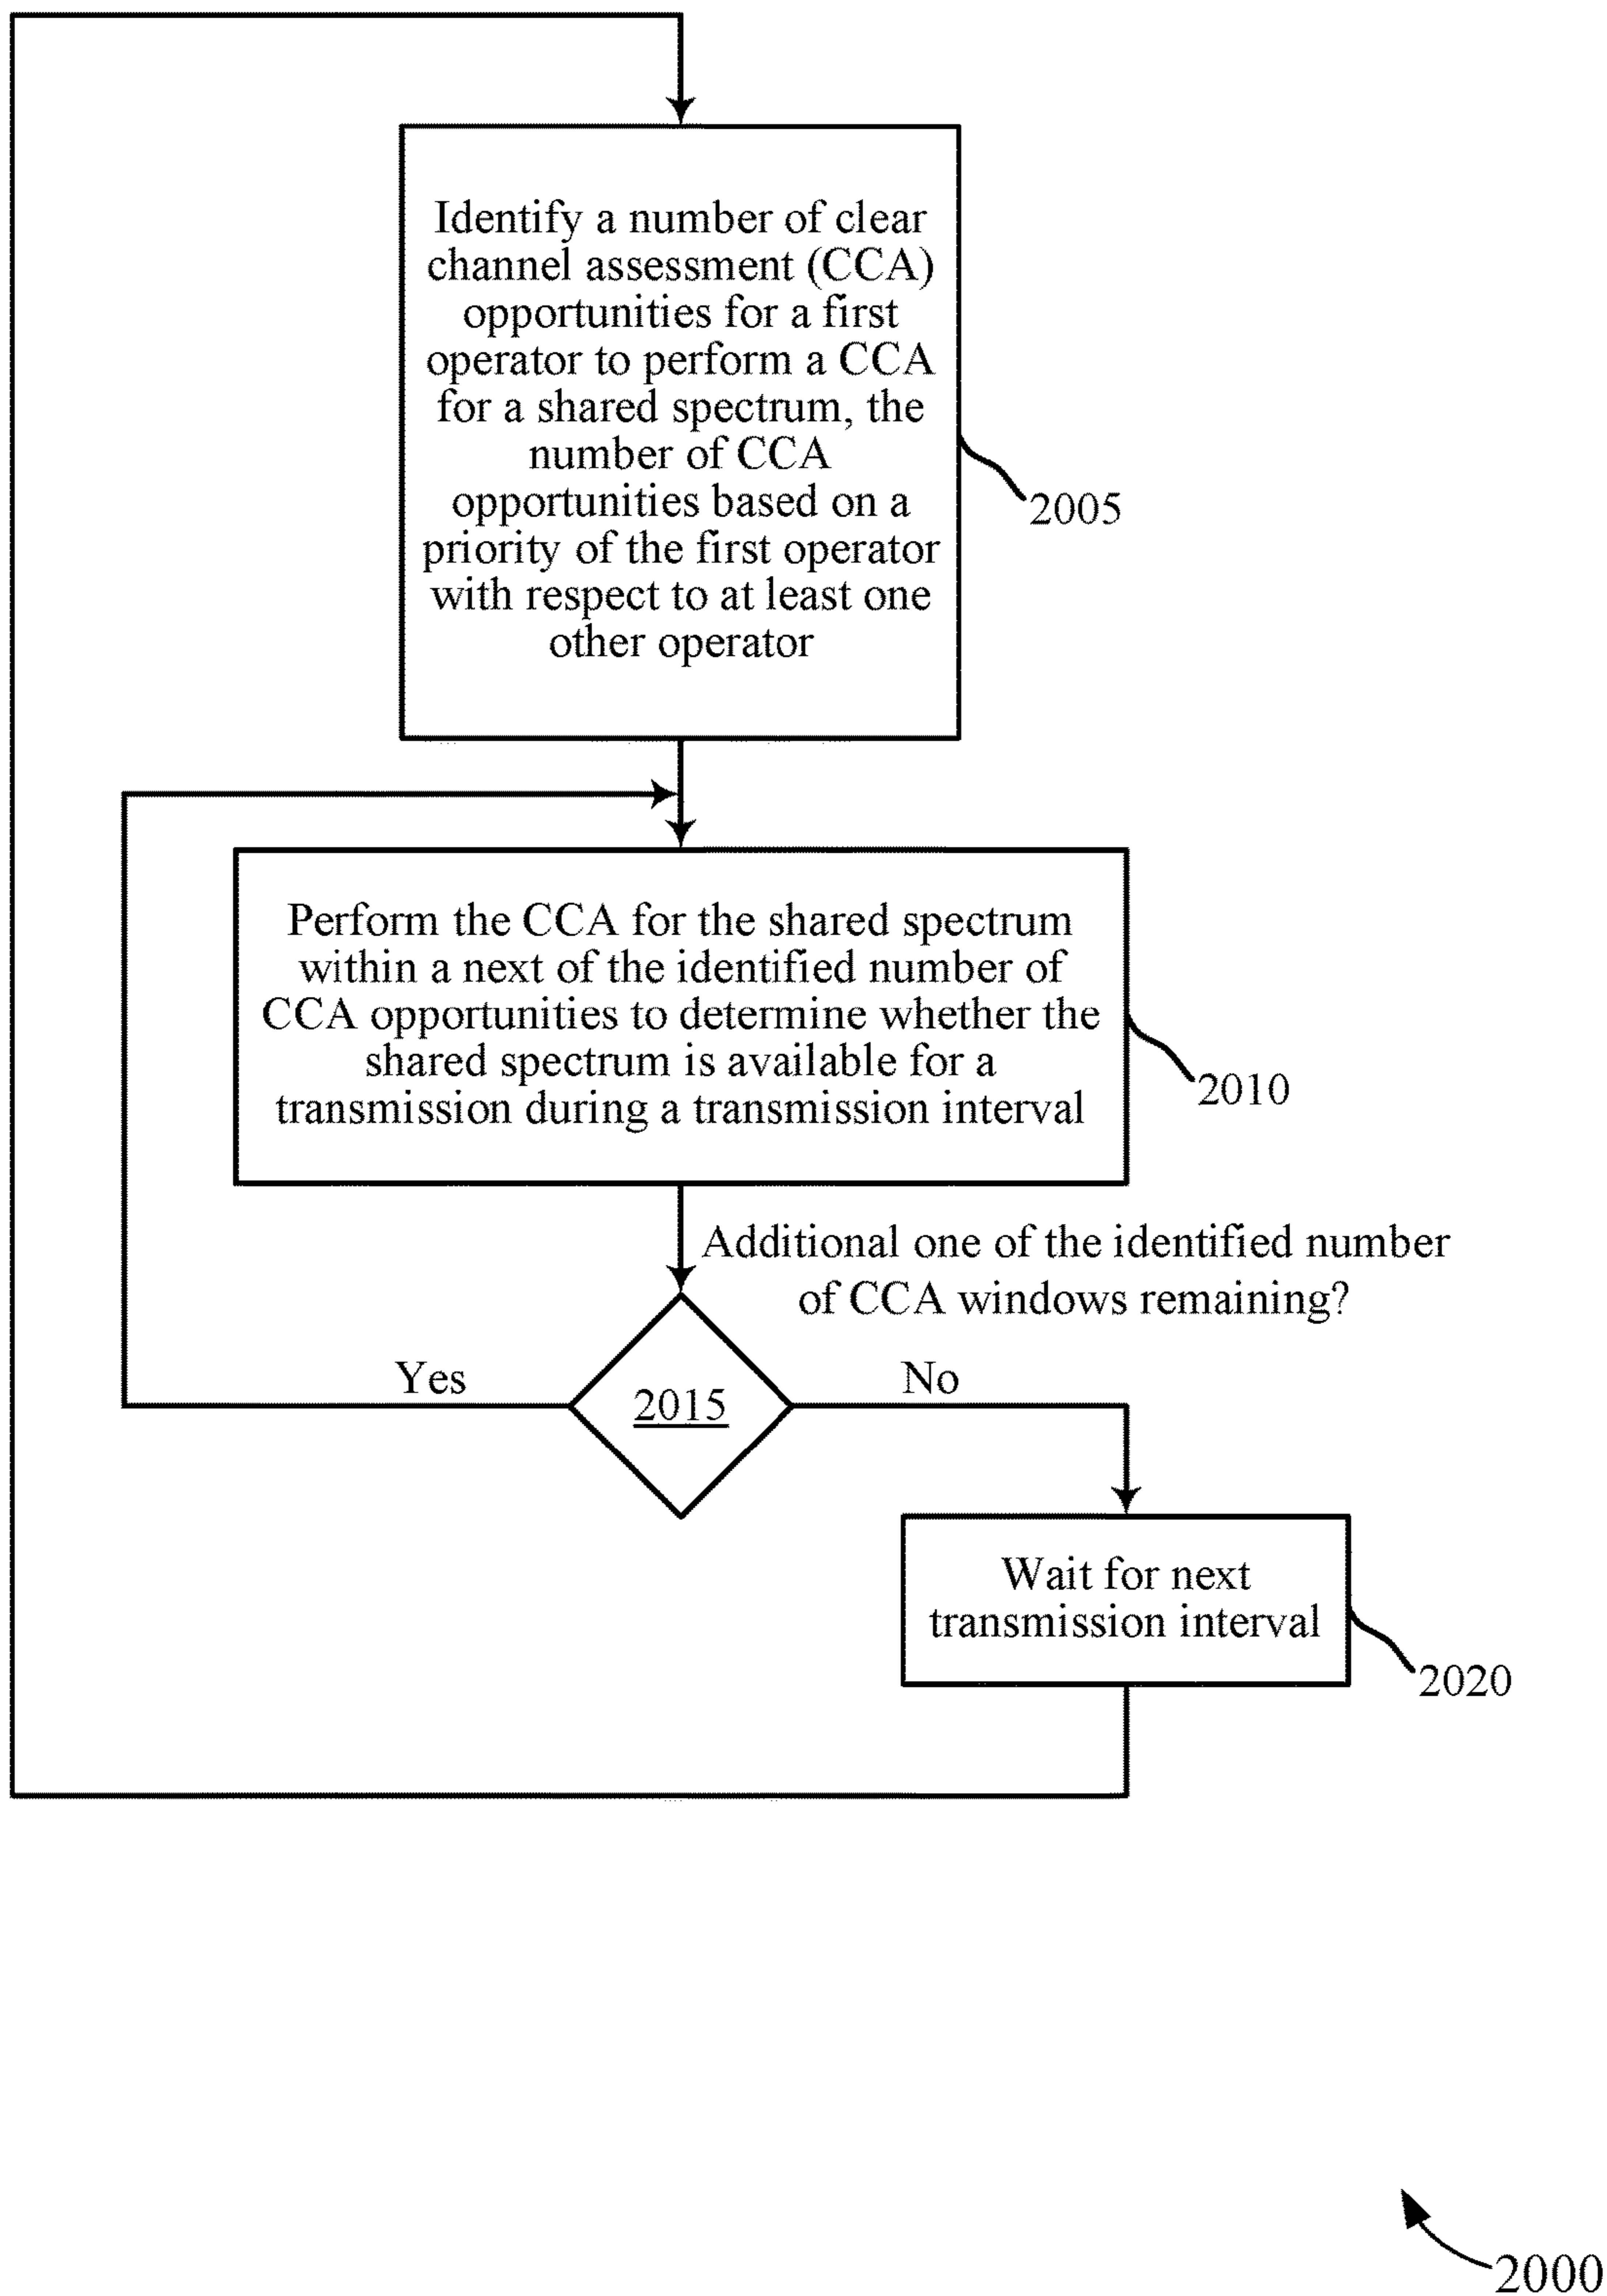 Identify a number of clear
channel assessment (CCA)
opportunities for a first
operator to perform a CCA
for a shared spectrum, the
number of CCA
opportunities based on a
priority of the first operator
with respect to at least one
other operator
2005
Perform the CCA for the shared spectrum
within a next of the identified number of
CCA opportunities to determine whether the
shared spectrum is available for a
transmission during a transmission interval
2010
Additional one of the identified number
of CCA windows remaining?
Yes
2015
No
Wait for next
transmission interval
2020
2000